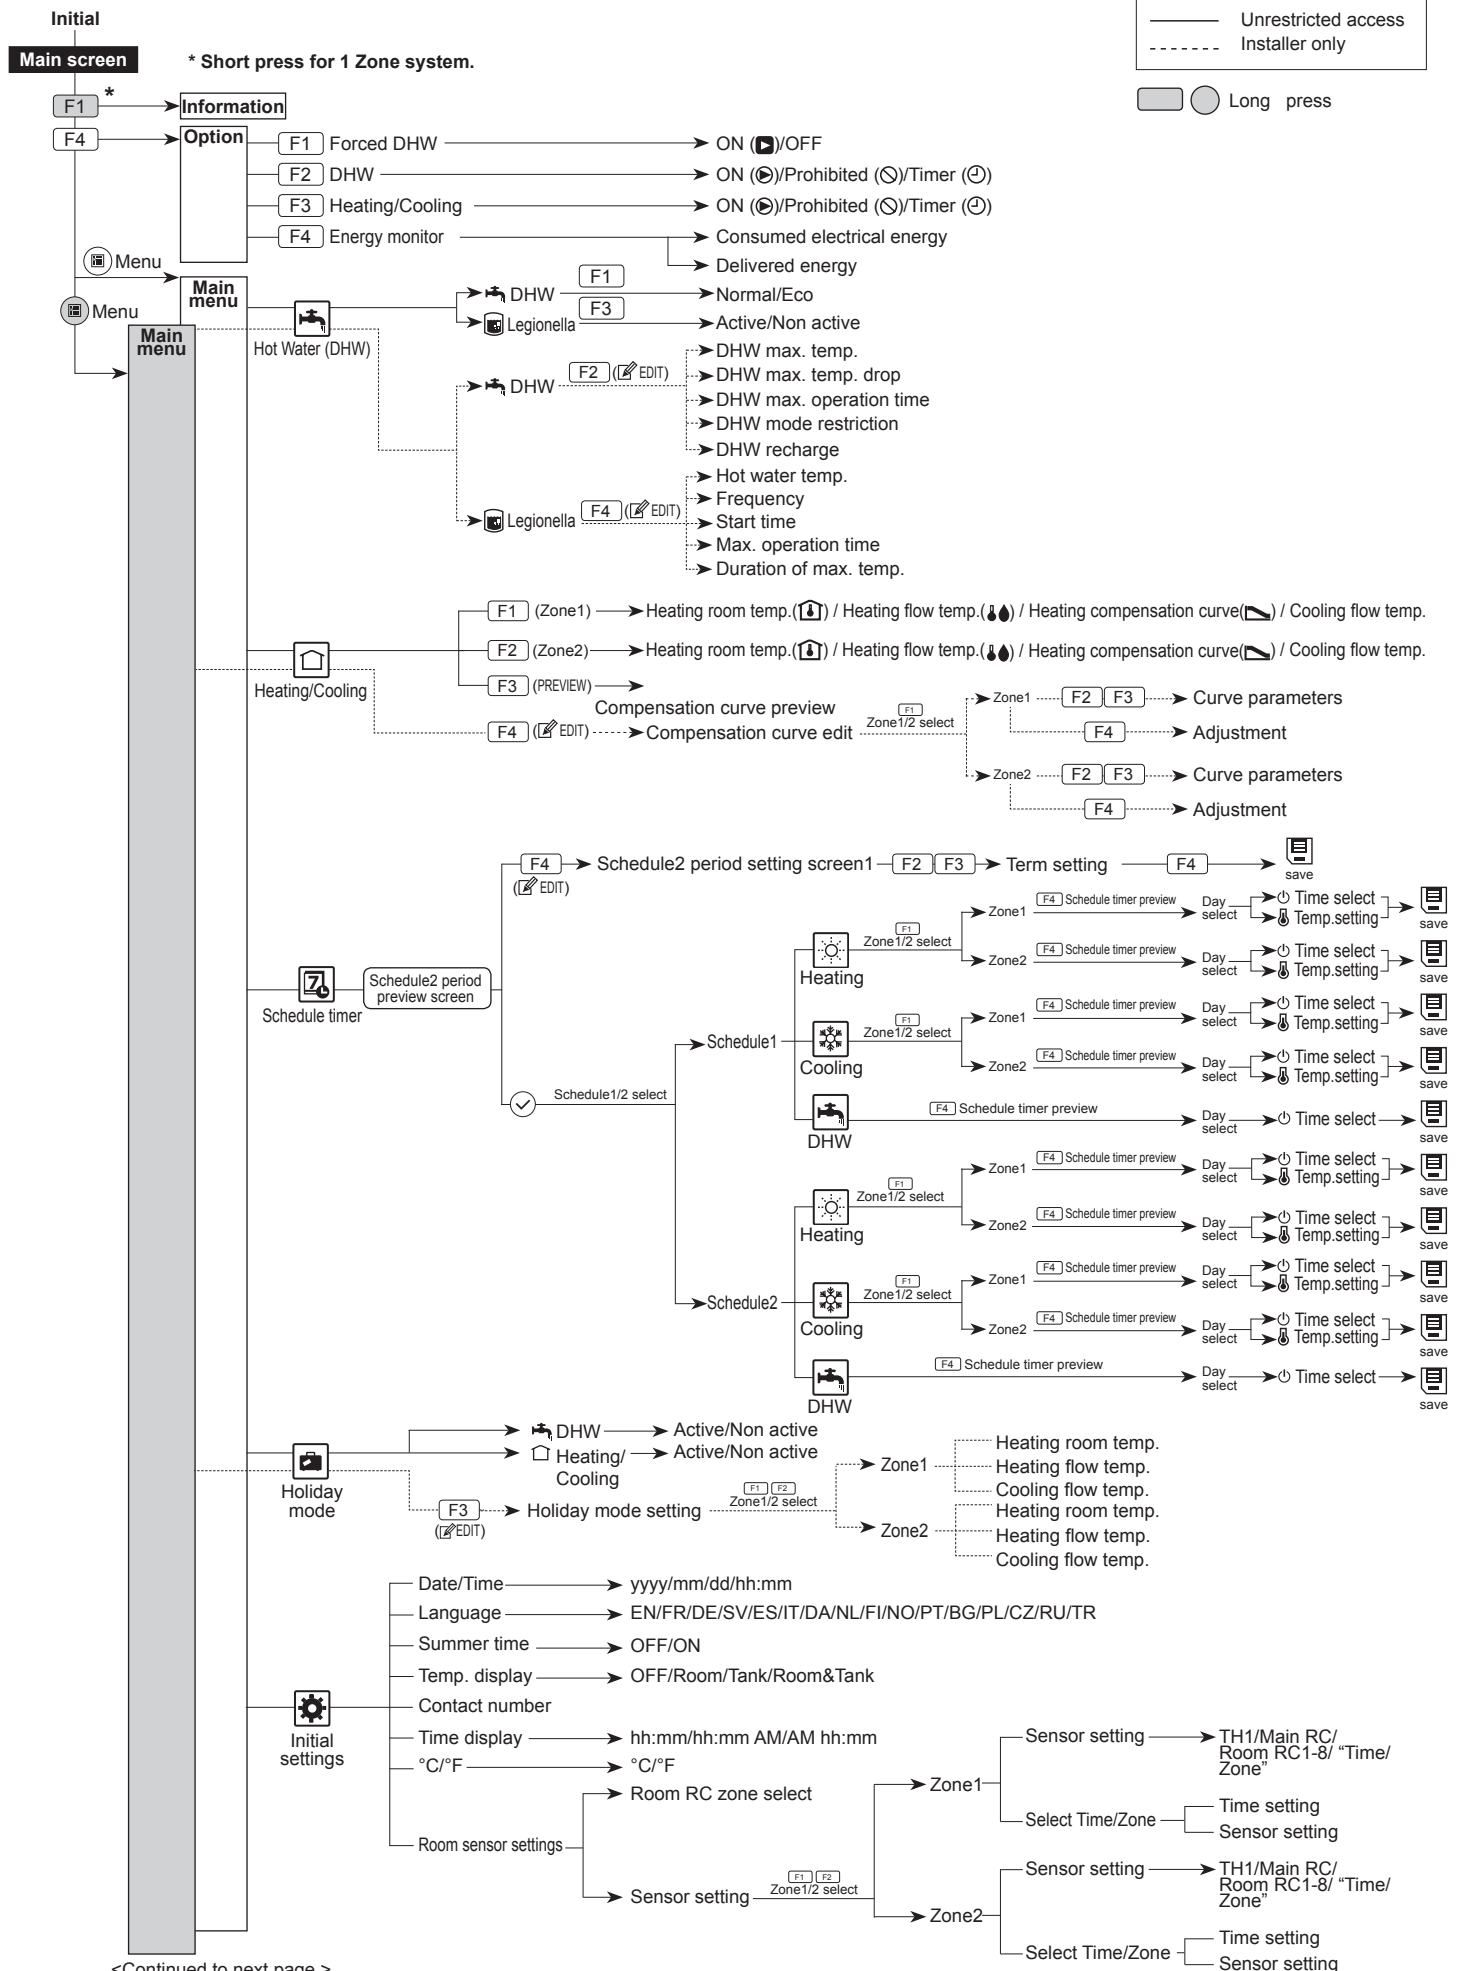 Initial
Main screen
* Short press for 1 Zone system.
Unrestricted access
Installer only
Long press
F1 *
Information
F4
Option
F1 Forced DHW
ON ( )/OFF
F2 DHW
ON ( )/Prohibited ( )/Timer ( )
F3 Heating/Cooling
ON ( )/Prohibited ( )/Timer ( )
F4 Energy monitor
Consumed electrical energy
Delivered energy
Menu
Main
menu
Menu
Main
menu
Hot Water (DHW)
DHW
F1
Normal/Eco
Legionella
F3
Active/Non active
DHW
F2 ( EDIT)
DHW max. temp.
DHW max. temp. drop
DHW max. operation time
DHW mode restriction
DHW recharge
Legionella
F4 ( EDIT)
Hot water temp.
Frequency
Start time
Max. operation time
Duration of max. temp.
Heating/Cooling
F1 (Zone1)
Heating room temp.( ) / Heating flow temp.( ) / Heating compensation curve( ) / Cooling flow temp.
F2 (Zone2)
Heating room temp.( ) / Heating flow temp.( ) / Heating compensation curve( ) / Cooling flow temp.
F3 (PREVIEW)
Compensation curve preview
F4 ( EDIT)
Compensation curve edit
F1
Zone1/2 select
Zone1
F2 F3
Curve parameters
F4
Adjustment
Zone2
F2 F3
Curve parameters
F4
Adjustment
7
Schedule timer
Schedule2 period
preview screen
F4
( EDIT)
Schedule2 period setting screen1
F2 F3
Term setting
F4
save
Schedule1/2 select
Schedule1
Heating
F1
Zone1/2 select
Zone1
F4 Schedule timer preview
Day
select
Time select
Temp.setting
save
Zone2
F4 Schedule timer preview
Day
select
Time select
Temp.setting
save
Cooling
F1
Zone1/2 select
Zone1
F4 Schedule timer preview
Day
select
Time select
Temp.setting
save
Zone2
F4 Schedule timer preview
Day
select
Time select
Temp.setting
save
DHW
F4 Schedule timer preview
Day
select
Time select
save
Schedule2
Heating
F1
Zone1/2 select
Zone1
F4 Schedule timer preview
Day
select
Time select
Temp.setting
save
Zone2
F4 Schedule timer preview
Day
select
Time select
Temp.setting
save
Cooling
F1
Zone1/2 select
Zone1
F4 Schedule timer preview
Day
select
Time select
Temp.setting
save
Zone2
F4 Schedule timer preview
Day
select
Time select
Temp.setting
save
DHW
F4 Schedule timer preview
Day
select
Time select
save
Holiday
mode
DHW
Active/Non active
Heating/
Cooling
Active/Non active
F3
( EDIT)
Holiday mode setting
F1 F2
Zone1/2 select
Zone1
Heating room temp.
Heating flow temp.
Cooling flow temp.
Zone2
Heating room temp.
Heating flow temp.
Cooling flow temp.
Initial
settings
Date/Time
yyyy/mm/dd/hh:mm
Language
EN/FR/DE/SV/ES/IT/DA/NL/FI/NO/PT/BG/PL/CZ/RU/TR
Summer time
OFF/ON
Temp. display
OFF/Room/Tank/Room&Tank
Contact number
Time display
hh:mm/hh:mm AM/AM hh:mm
°C/°F
°C/°F
Room sensor settings
Room RC zone select
Sensor setting
F1 F2
Zone1/2 select
Zone1
Sensor setting
TH1/Main RC/
Room RC1-8/ “Time/
Zone”
Select Time/Zone
Time setting
Sensor setting
Zone2
Sensor setting
TH1/Main RC/
Room RC1-8/ “Time/
Zone”
Select Time/Zone
Time setting
Sensor setting
<Continued to next page.>